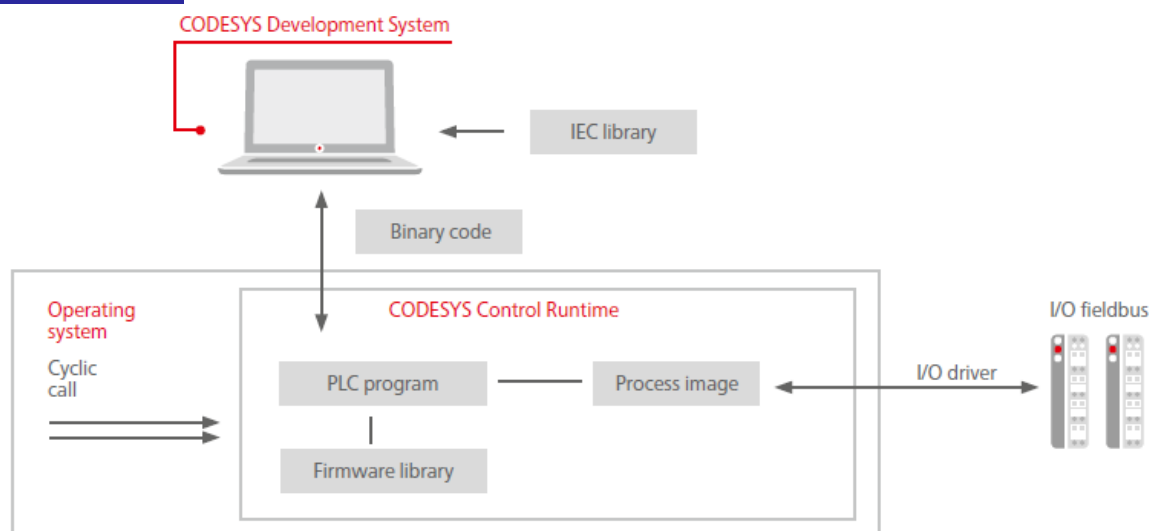 CODESYS Development System
IEC library
Binary code
Operating
system
Cyclic
call
CODESYS Control Runtime
PLC program
Process image
Firmware library
I/O driver
I/O fieldbus